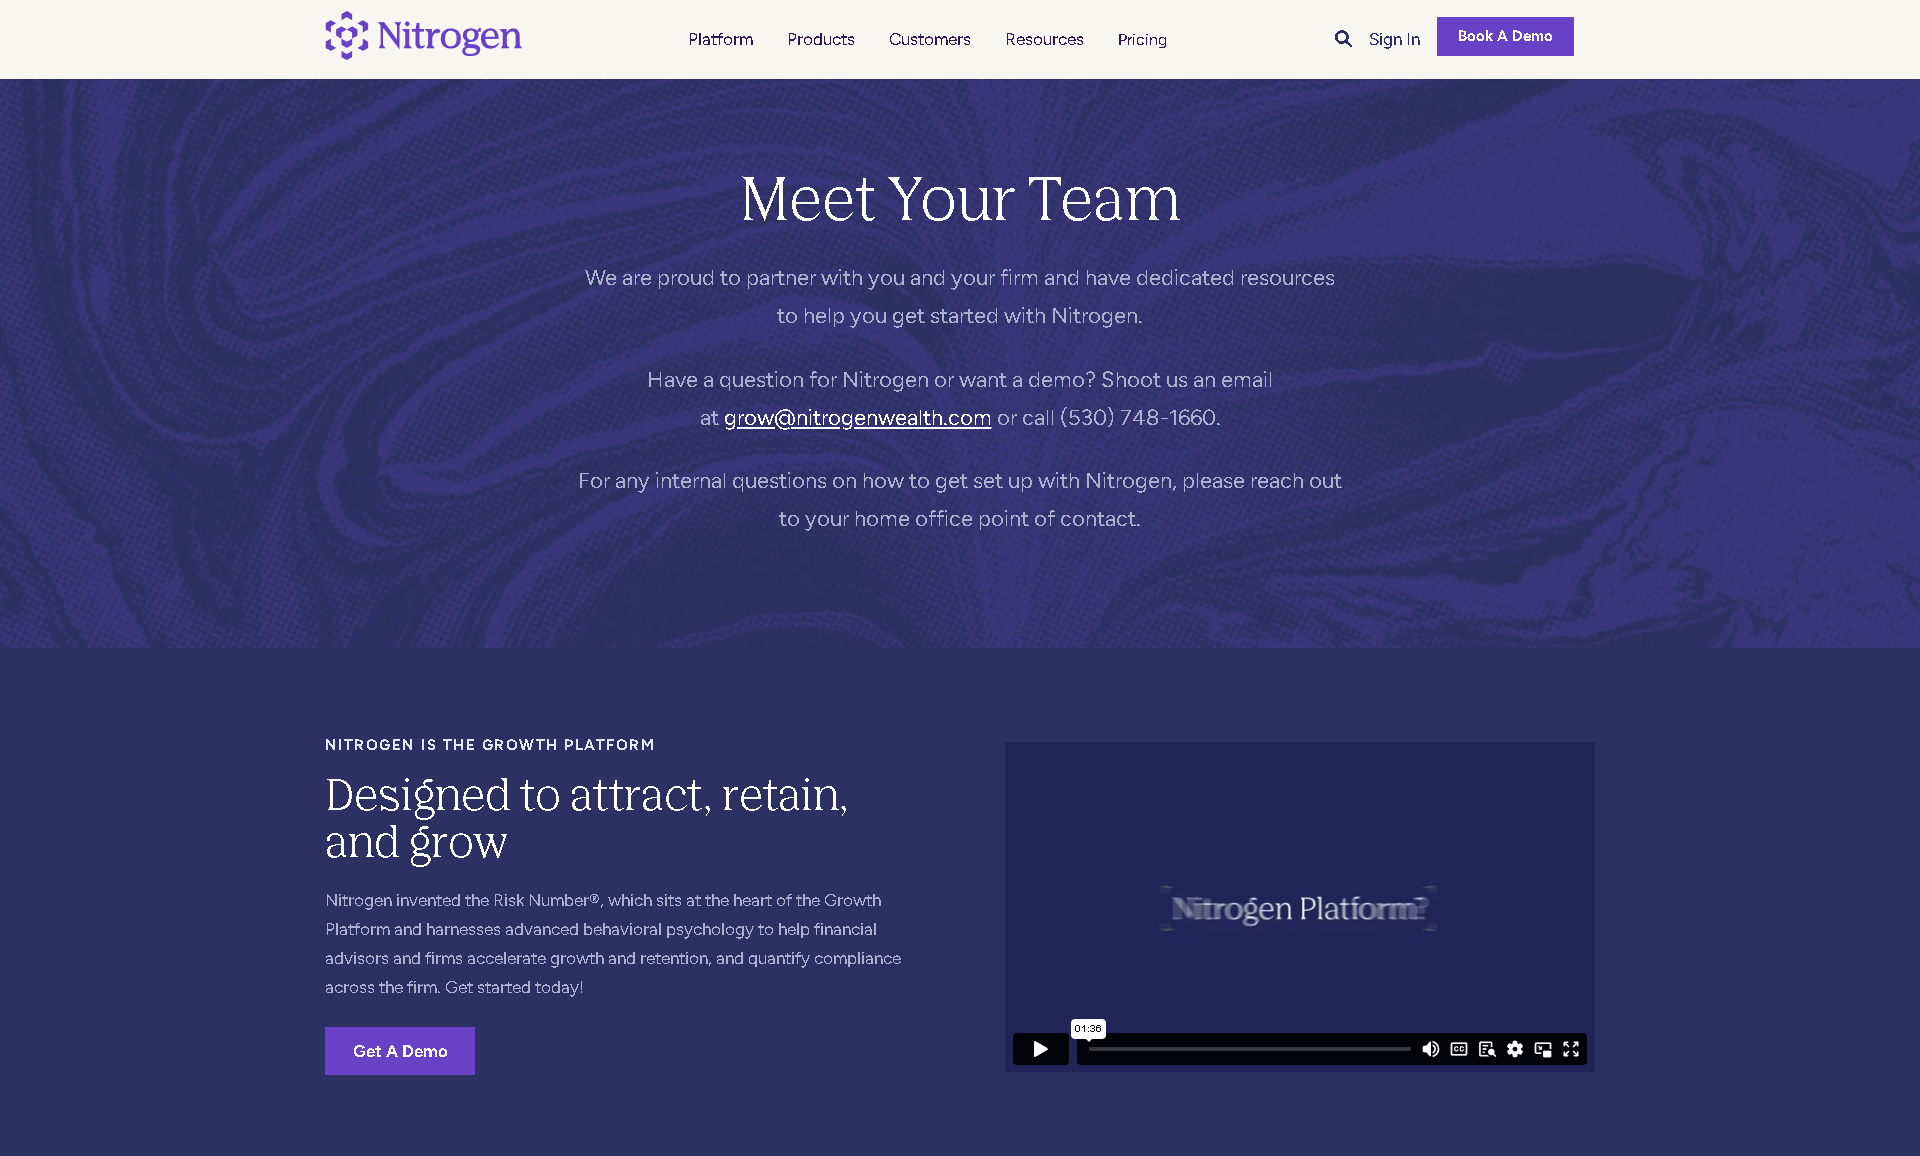 Nitrogen
Platform
Products
Customers
Resources
Pricing
Sign In
Book A Demo
Meet Your Team
We are proud to partner with you and your firm and have dedicated resources
to help you get started with Nitrogen.
Have a question for Nitrogen or want a demo? Shoot us an email
at grow@nitrogenwealth.com or call (530) 748-1660.
For any internal questions on how to get set up with Nitrogen, please reach out
to your home office point of contact.
NITROGEN IS THE GROWTH PLATFORM
Designed to attract, retain,
and grow
Nitrogen invented the Risk Number®, which sits at the heart of the Growth
Platform and harnesses advanced behavioral psychology to help financial
advisors and firms accelerate growth and retention, and quantify compliance
across the firm. Get started today!
Get A Demo
Nitrogen Platform?
01:36
CC